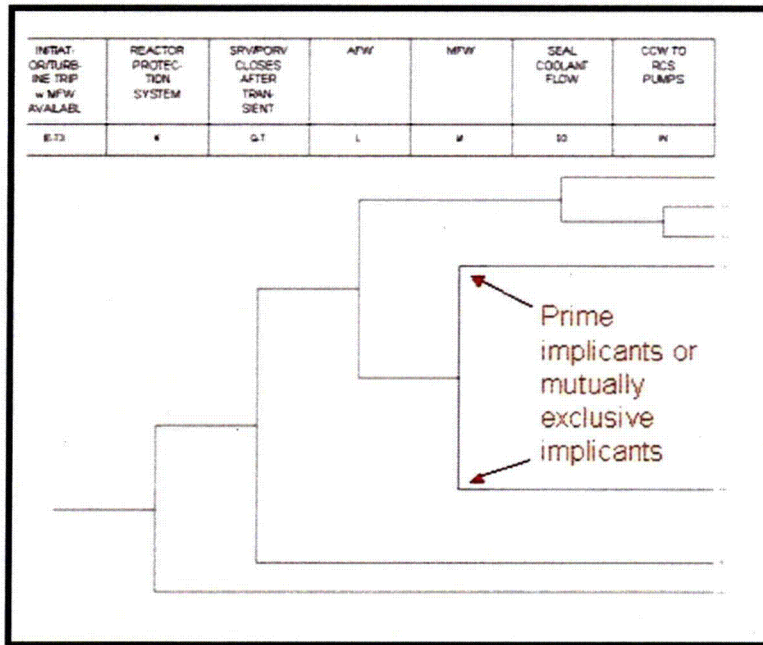 INITIAT- REACTOR SRV/PORV AFW MFW SEAL CCW TO
OR/TURB- PROTEC- CLOSES COOLANT RCS
INE TRIP TION AFTER FLOW PUMPS
w MFW SYSTEM TRAN-
AVAILABL SIENT
K Q-T L M
Prime
implicants or
mutually
exclusive
implicants